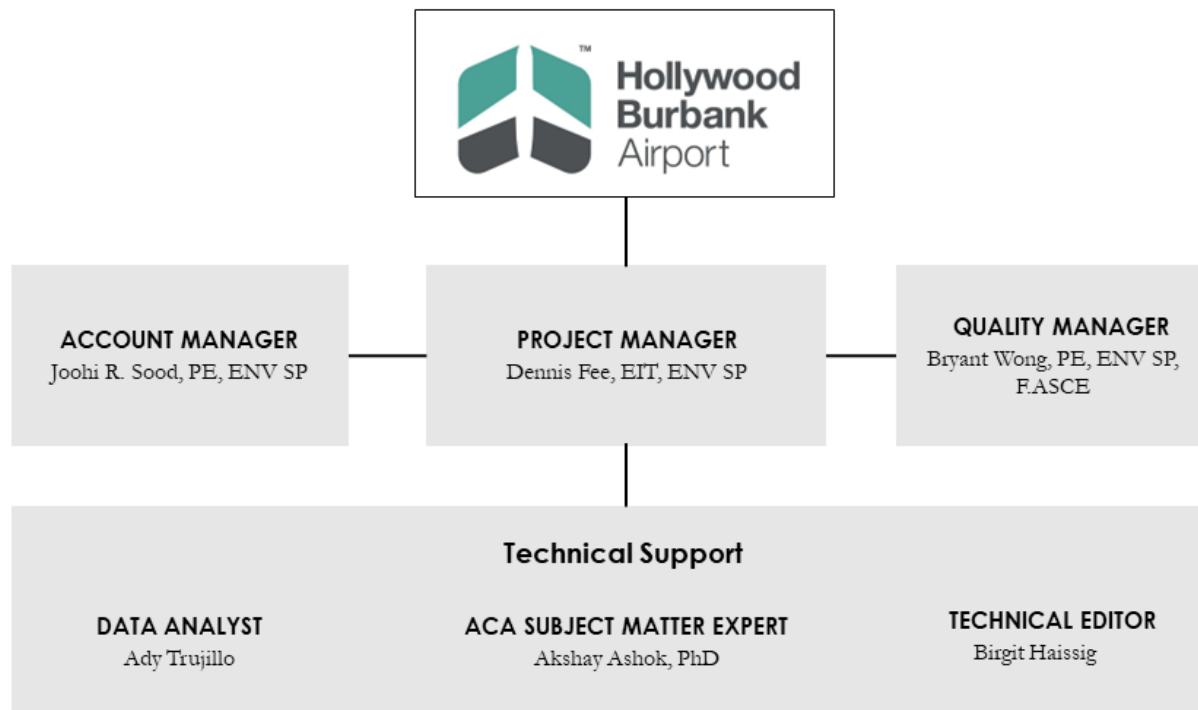 ™
Hollywood
Burbank
Airport
ACCOUNT MANAGER
Joohi R. Sood, PE, ENV SP
PROJECT MANAGER
Dennis Fee, EIT, ENV SP
QUALITY MANAGER
Bryant Wong, PE, ENV SP,
F.ASCE
Technical Support
DATA ANALYST
Ady Trujillo
ACA SUBJECT MATTER EXPERT
Akshay Ashok, PhD
TECHNICAL EDITOR
Birgit Haissig